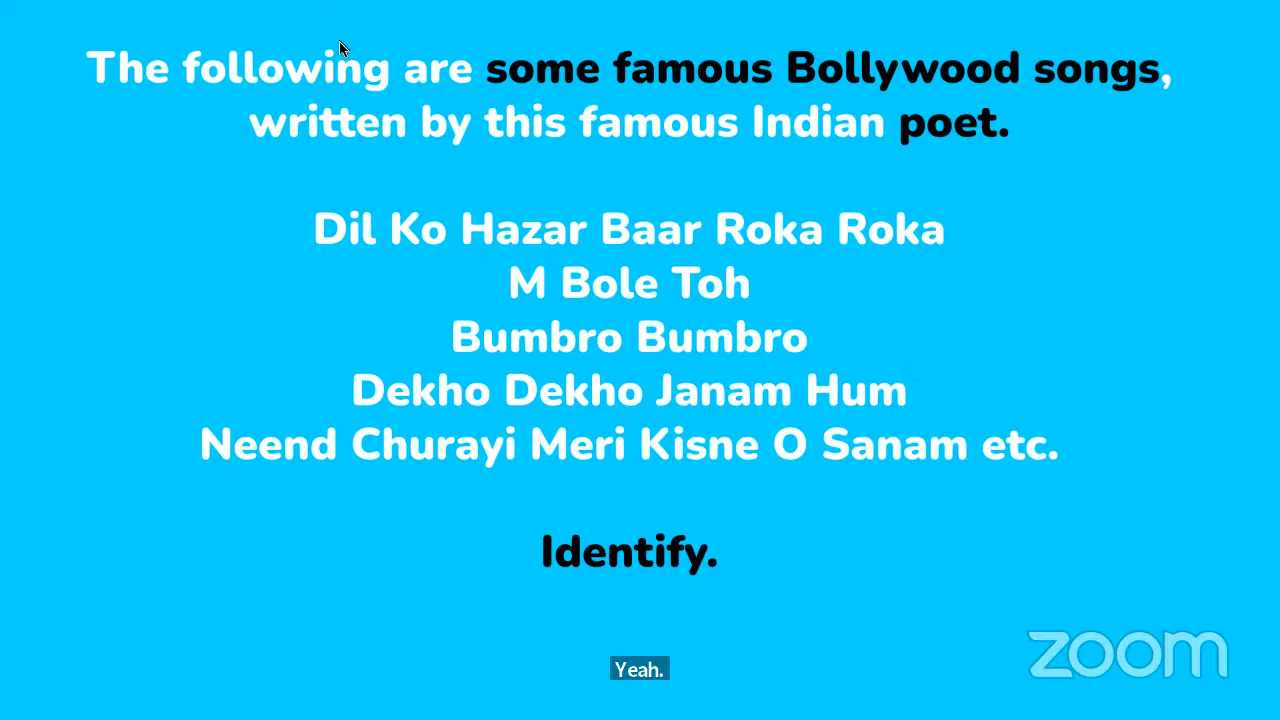 The following are some famous Bollywood songs,
written by this famous Indian poet.
Dil Ko Hazar Baar Roka Roka
M Bole Toh
Bumbro Bumbro
Dekho Dekho Janam Hum
Neend Churayi Meri Kisne O Sanam etc.
Identify.
zoom
Yeah.